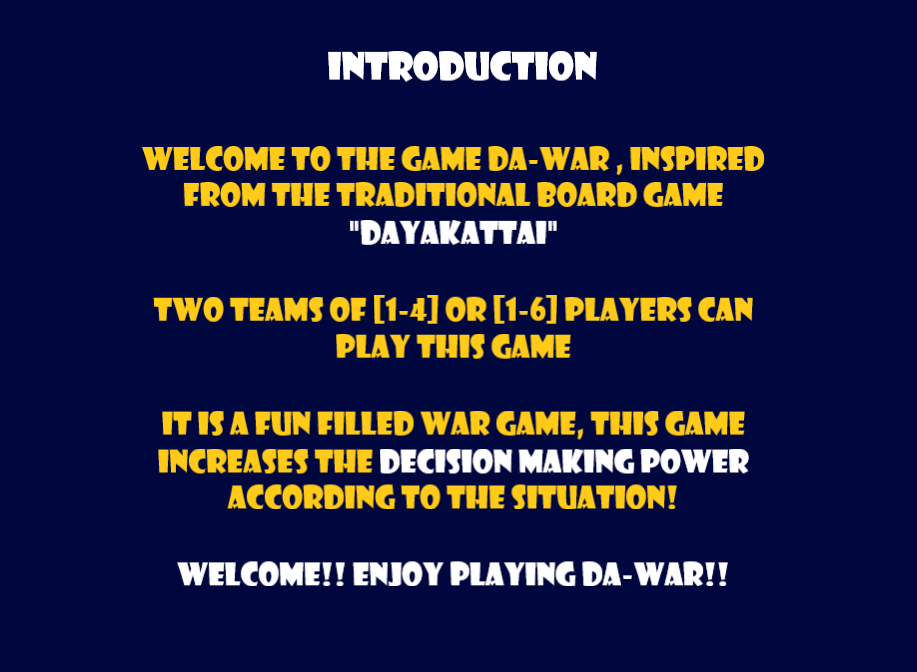 INTRODUCTION
WELCOME TO THE GAME DA-WAR , INSPIRED
FROM THE TRADITIONAL BOARD GAME
"DAYAKATTAI"
TWO TEAMS OF [1-4] OR [1-6] PLAYERS CAN
PLAY THIS GAME
IT IS A FUN FILLED WAR GAME, THIS GAME
INCREASES THE DECISION MAKING POWER
ACCORDING TO THE SITUATION!
WELCOME!! ENJOY PLAYING DA-WAR!!